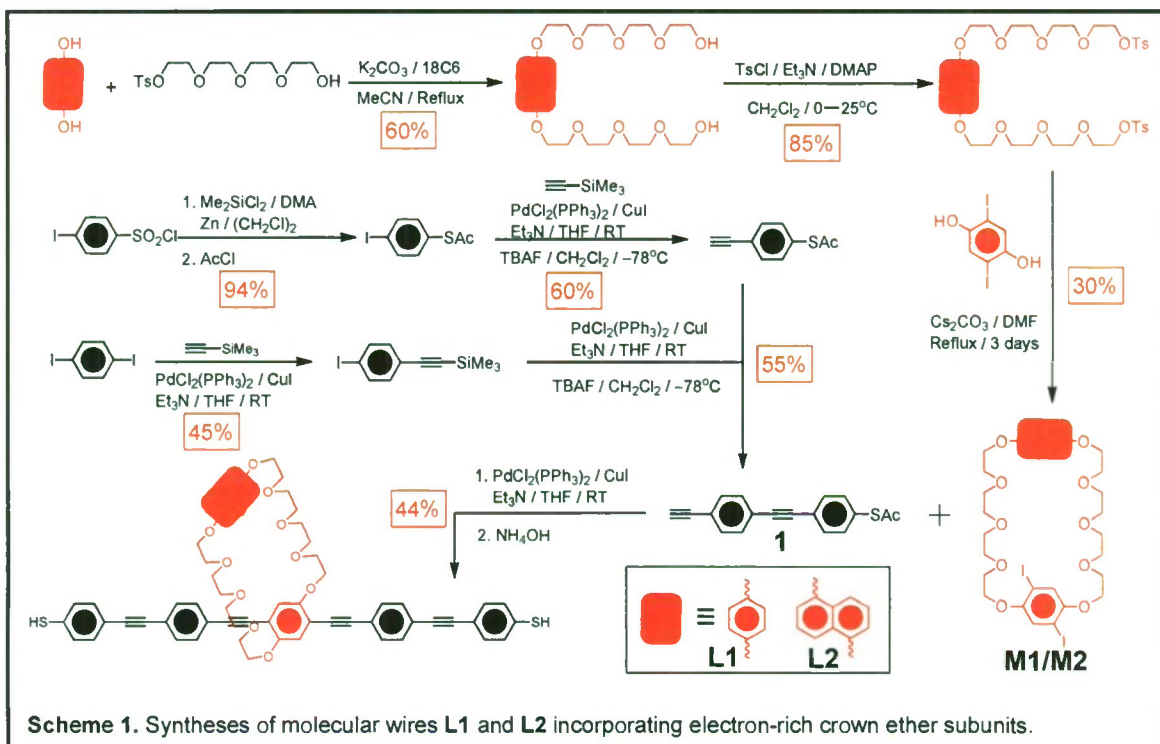 OH
OH
+
TsO
O
O
O
OH
K₂CO₃ / 18C6
MeCN / Reflux
60%
O
O
O
O
OH
O
O
O
O
OH
TsCl / Et₃N / DMAP
CH₂Cl₂ / 0—25°C
85%
O
O
O
O
OTs
O
O
O
O
OTs
I
SO₂Cl
1. Me₂SiCl₂ / DMA
Zn / (CH₂Cl)₂
2. AcCl
94%
I
SAc
SiMe₃
PdCl₂(PPh₃)₂ / CuI
Et₃N / THF / RT
TBAF / CH₂Cl₂ / –78°C
60%
SAc
HO
I
I
OH
30%
Cs₂CO₃ / DMF
Reflux / 3 days
I
I
SiMe₃
PdCl₂(PPh₃)₂ / CuI
Et₃N / THF / RT
45%
I
SiMe₃
PdCl₂(PPh₃)₂ / CuI
Et₃N / THF / RT
TBAF / CH₂Cl₂ / –78°C
55%
1. PdCl₂(PPh₃)₂ / CuI
Et₃N / THF / RT
44%
2. NH₄OH
SAc
1
+
O
O
O
O
O
O
O
O
O
O
I
I
M1/M2
HS
O
O
O
O
O
O
O
O
O
O
SH
≡
L1
L2
Scheme 1. Syntheses of molecular wires L1 and L2 incorporating electron-rich crown ether subunits.